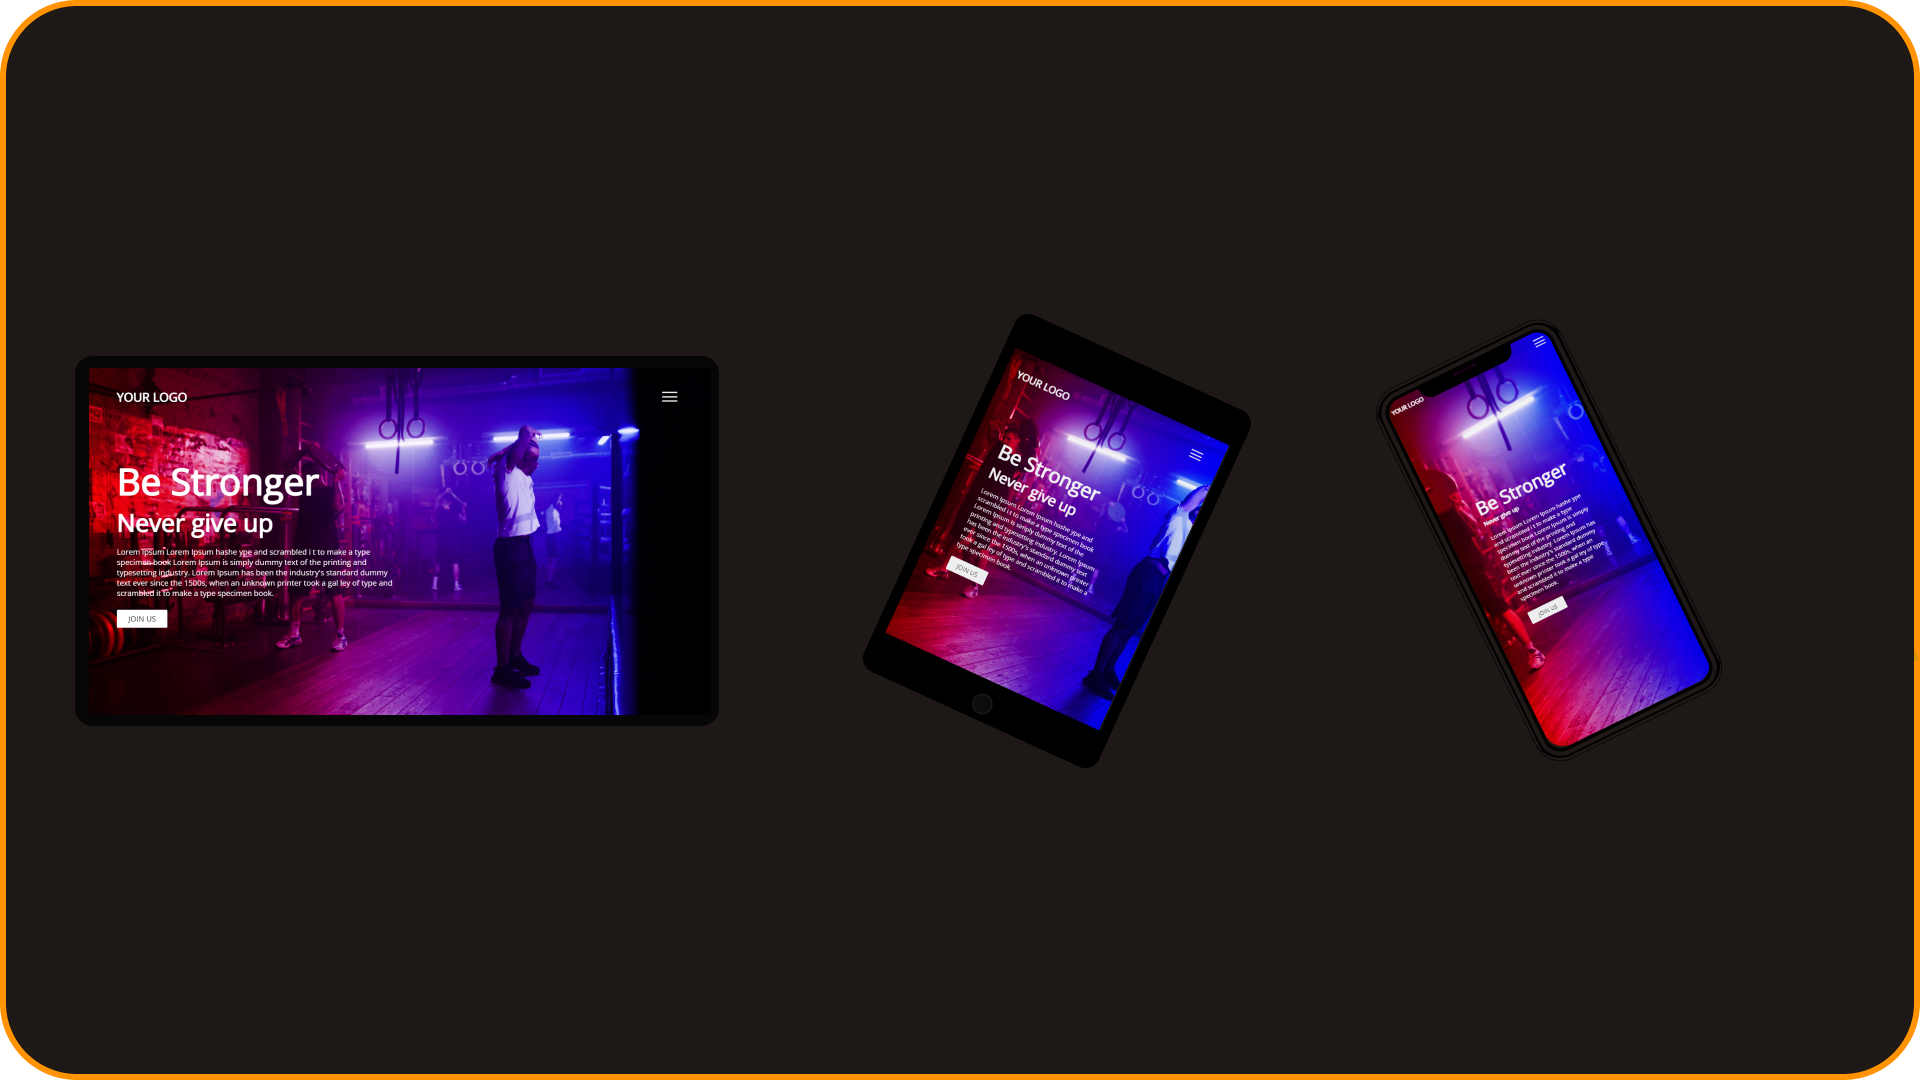 YOUR LOGO
Be Stronger
Never give up
Lorem Ipsum Lorem Ipsum hashe ype and scrambled i t to make a type
specimen book Lorem Ipsum is simply dummy text of the printing and
typesetting industry. Lorem Ipsum has been the industry's standard dummy
text ever since the 1500s, when an unknown printer took a gal ley of type and
scrambled it to make a type specimen book.
JOIN US
YOUR LOGO
Be Stronger
Never give up
Lorem Ipsum Lorem Ipsum hashe ype and
scrambled i t to make a type specimen book
Lorem Ipsum is simply dummy text of the
printing and typesetting industry. Lorem Ipsum
has been the industry's standard dummy text
ever since the 1500s, when an unknown printer
took a gal ley of type and scrambled it to make a
type specimen book.
JOIN US
YOUR LOGO
Be Stronger
Never give up
Lorem Ipsum Lorem Ipsum hashe ype
and scrambled i t to make a type
specimen book Lorem Ipsum is simply
dummy text of the printing and
typesetting industry. Lorem Ipsum has
been the industry's standard dummy
text ever since the 1500s, when an
unknown printer took a gal ley of type
and scrambled it to make a type
specimen book.
JOIN US